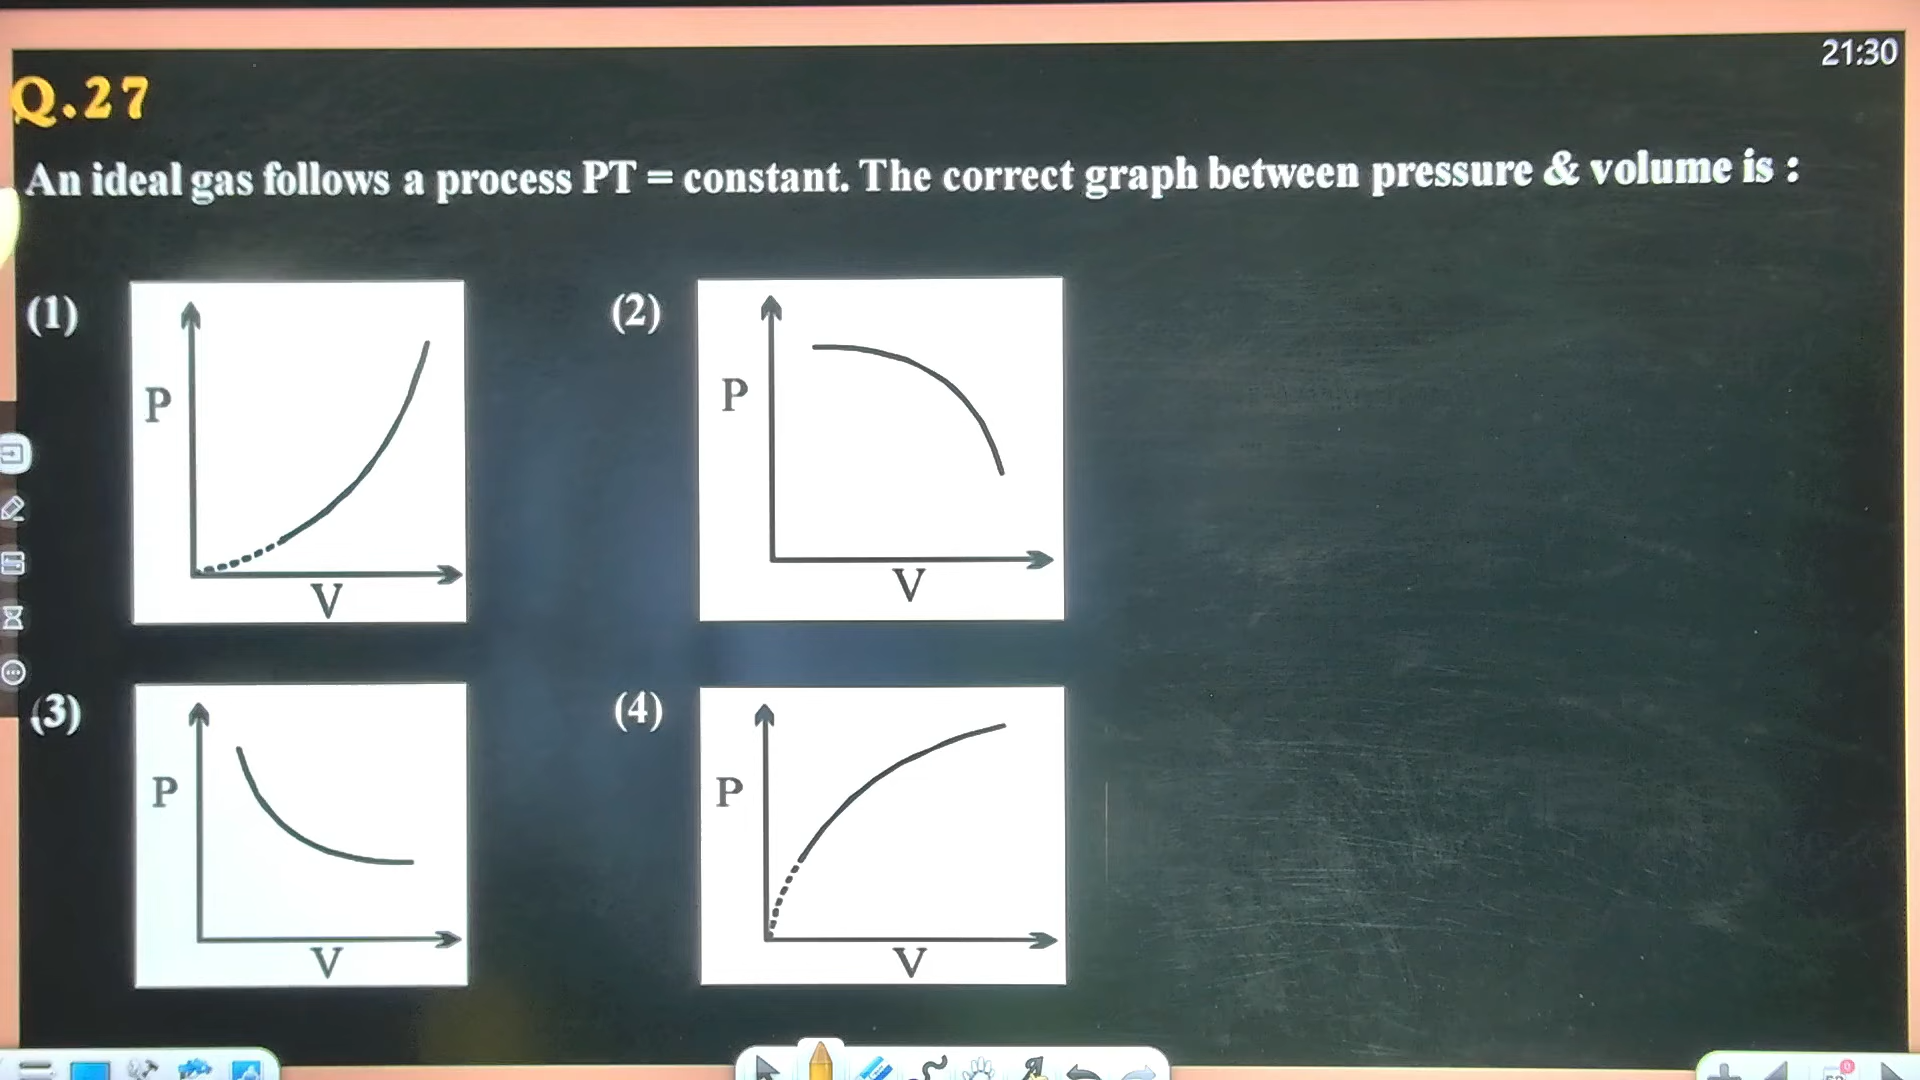 21:30
Q.27
An ideal gas follows a process PT = constant. The correct graph between pressure & volume is :
(1)
P
V
(2)
P
V
(3)
P
V
(4)
P
V